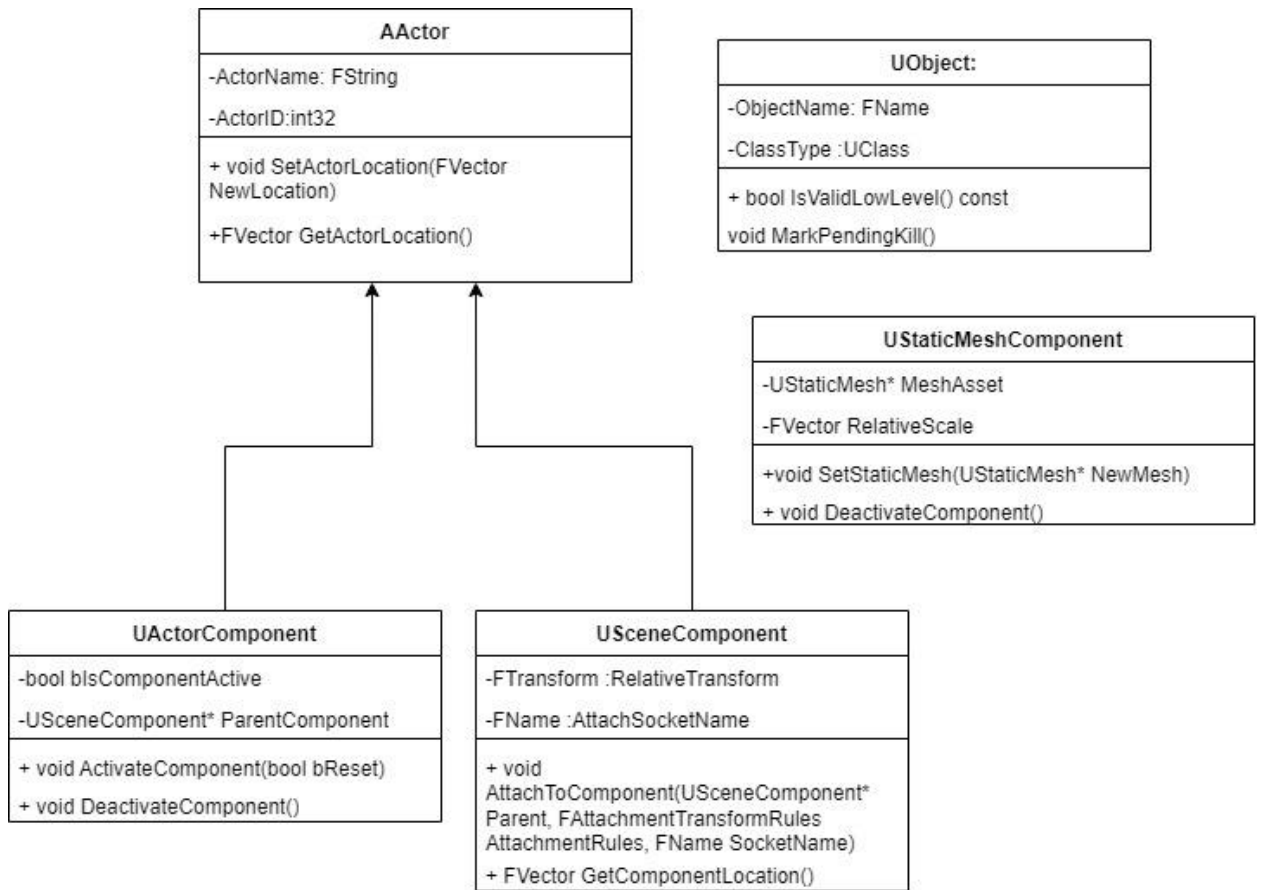 AActor
-ActorName: FString
-ActorID:int32
+ void SetActorLocation(FVector
NewLocation)
+FVector GetActorLocation()
UObject:
-ObjectName: FName
-ClassType :UClass
+ bool IsValidLowLevel() const
void MarkPendingKill()
UStaticMeshComponent
-UStaticMesh* MeshAsset
-FVector RelativeScale
+void SetStaticMesh(UStaticMesh* NewMesh)
+ void DeactivateComponent()
UActorComponent
-bool bIsComponentActive
-USceneComponent* ParentComponent
+ void ActivateComponent(bool bReset)
+ void DeactivateComponent()
USceneComponent
-FTransform :RelativeTransform
-FName :AttachSocketName
+ void
AttachToComponent(USceneComponent*
Parent, FAttachmentTransformRules
AttachmentRules, FName SocketName)
+ FVector GetComponentLocation()